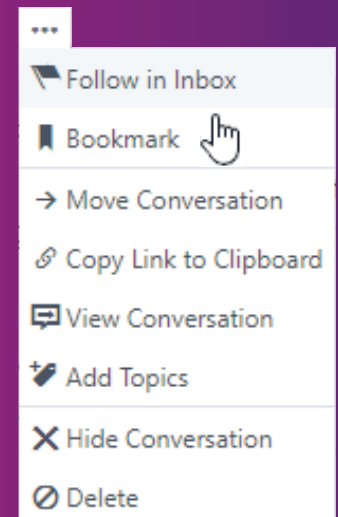 Follow in Inbox
Bookmark
Move Conversation
Copy Link to Clipboard
View Conversation
Add Topics
Hide Conversation
Delete